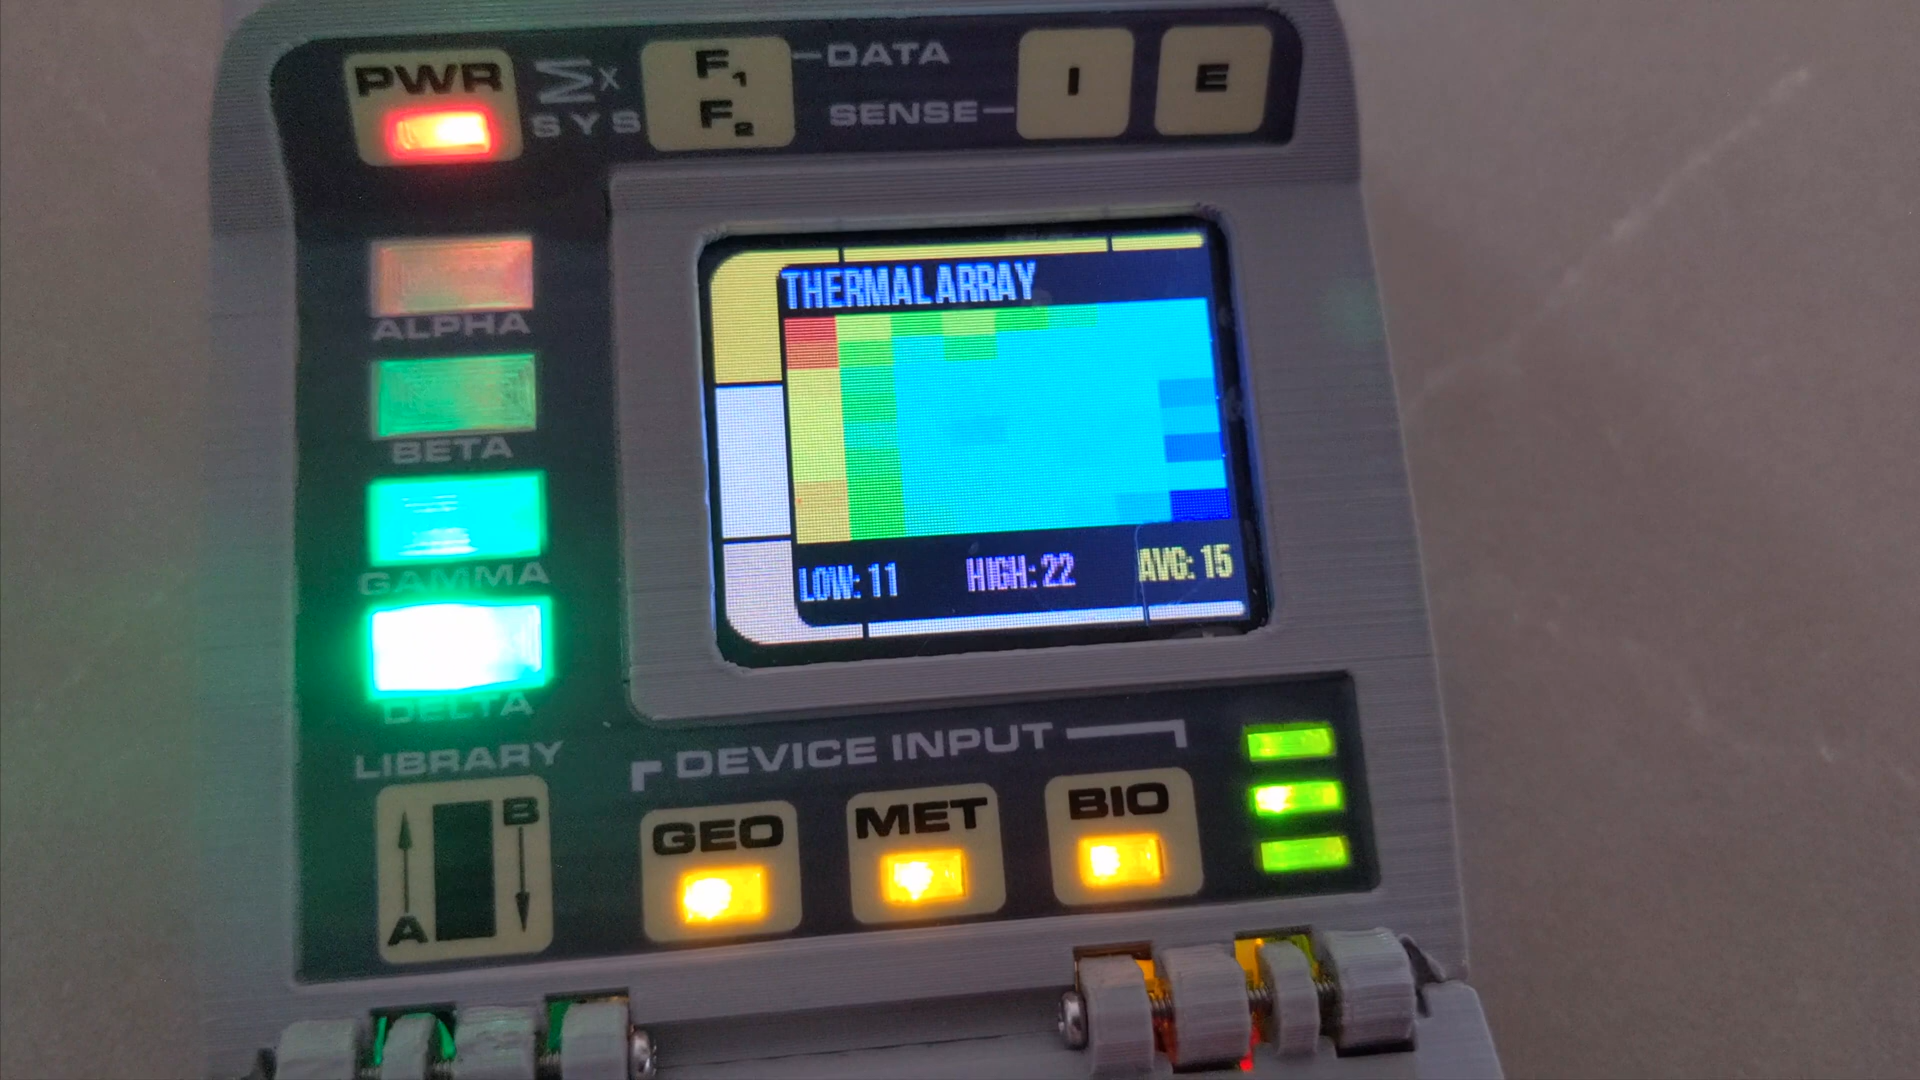 PWR
Σx
SYS
F1
F2
DATA
SENSE
I
E
ALPHA
BETA
GAMMA
DELTA
THERMAL ARRAY
LOW: 11
HIGH: 22
AVG: 15
LIBRARY
A
B
DEVICE INPUT
GEO
MET
BIO